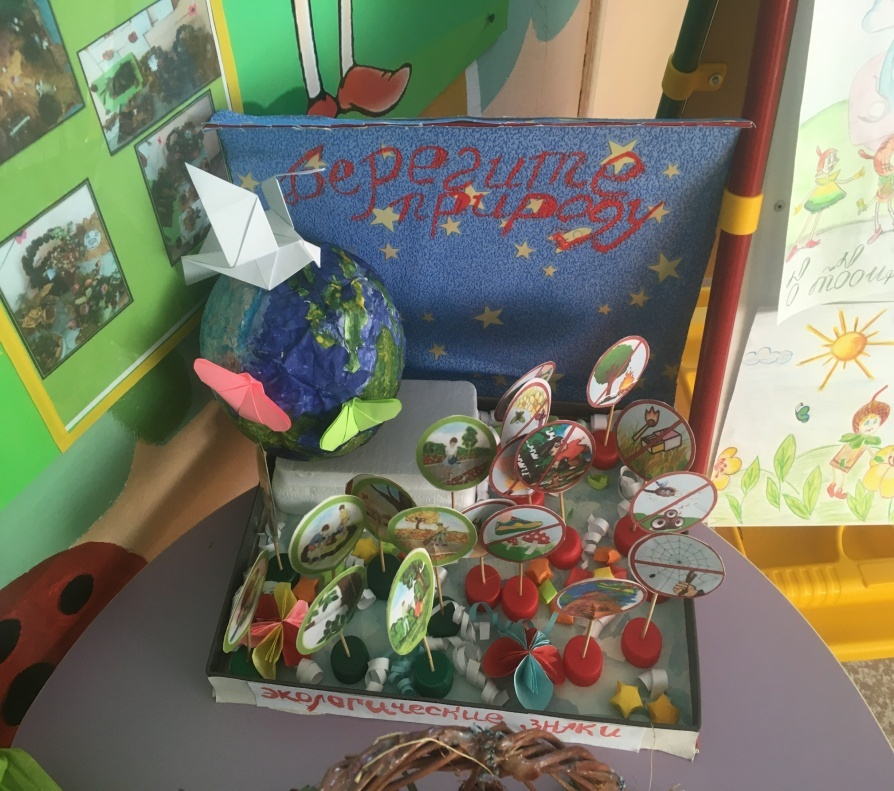 Берегите
природу
экологические знаки